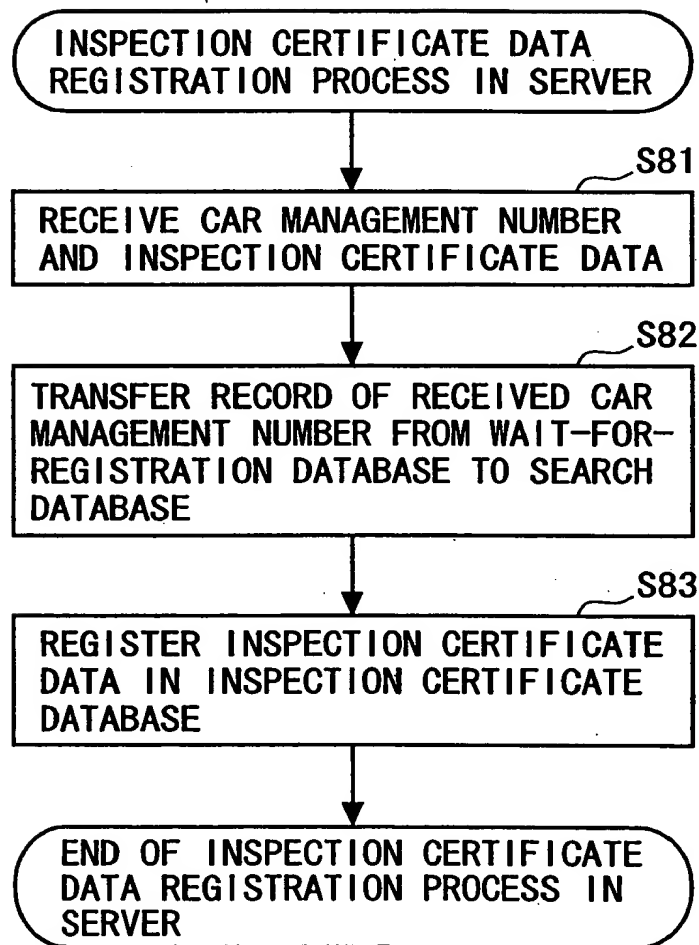 INSPECTION CERTIFICATE DATA
REGISTRATION PROCESS IN SERVER
S81
RECEIVE CAR MANAGEMENT NUMBER
AND INSPECTION CERTIFICATE DATA
S82
TRANSFER RECORD OF RECEIVED CAR
MANAGEMENT NUMBER FROM WAIT-FOR-
REGISTRATION DATABASE TO SEARCH
DATABASE
S83
REGISTER INSPECTION CERTIFICATE
DATA IN INSPECTION CERTIFICATE
DATABASE
END OF INSPECTION CERTIFICATE
DATA REGISTRATION PROCESS IN
SERVER